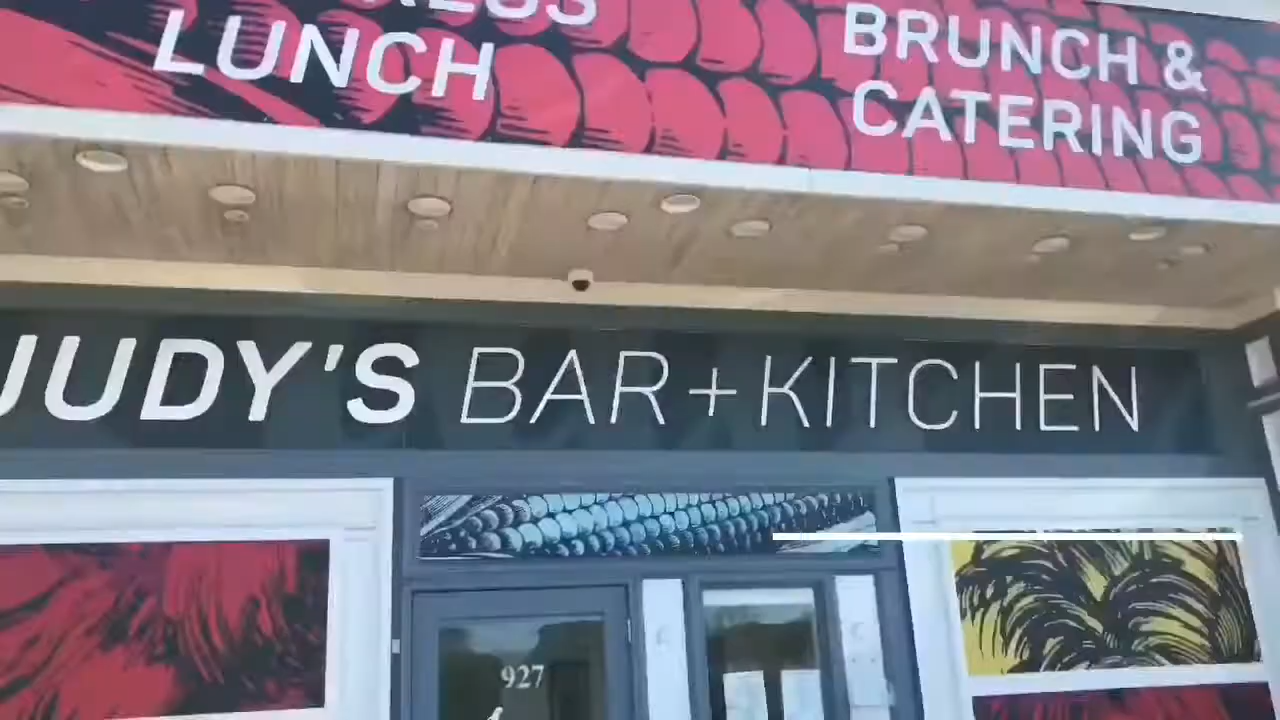 LUNCH
BRUNCH &
CATERING
JUDY'S BAR+KITCHEN
927